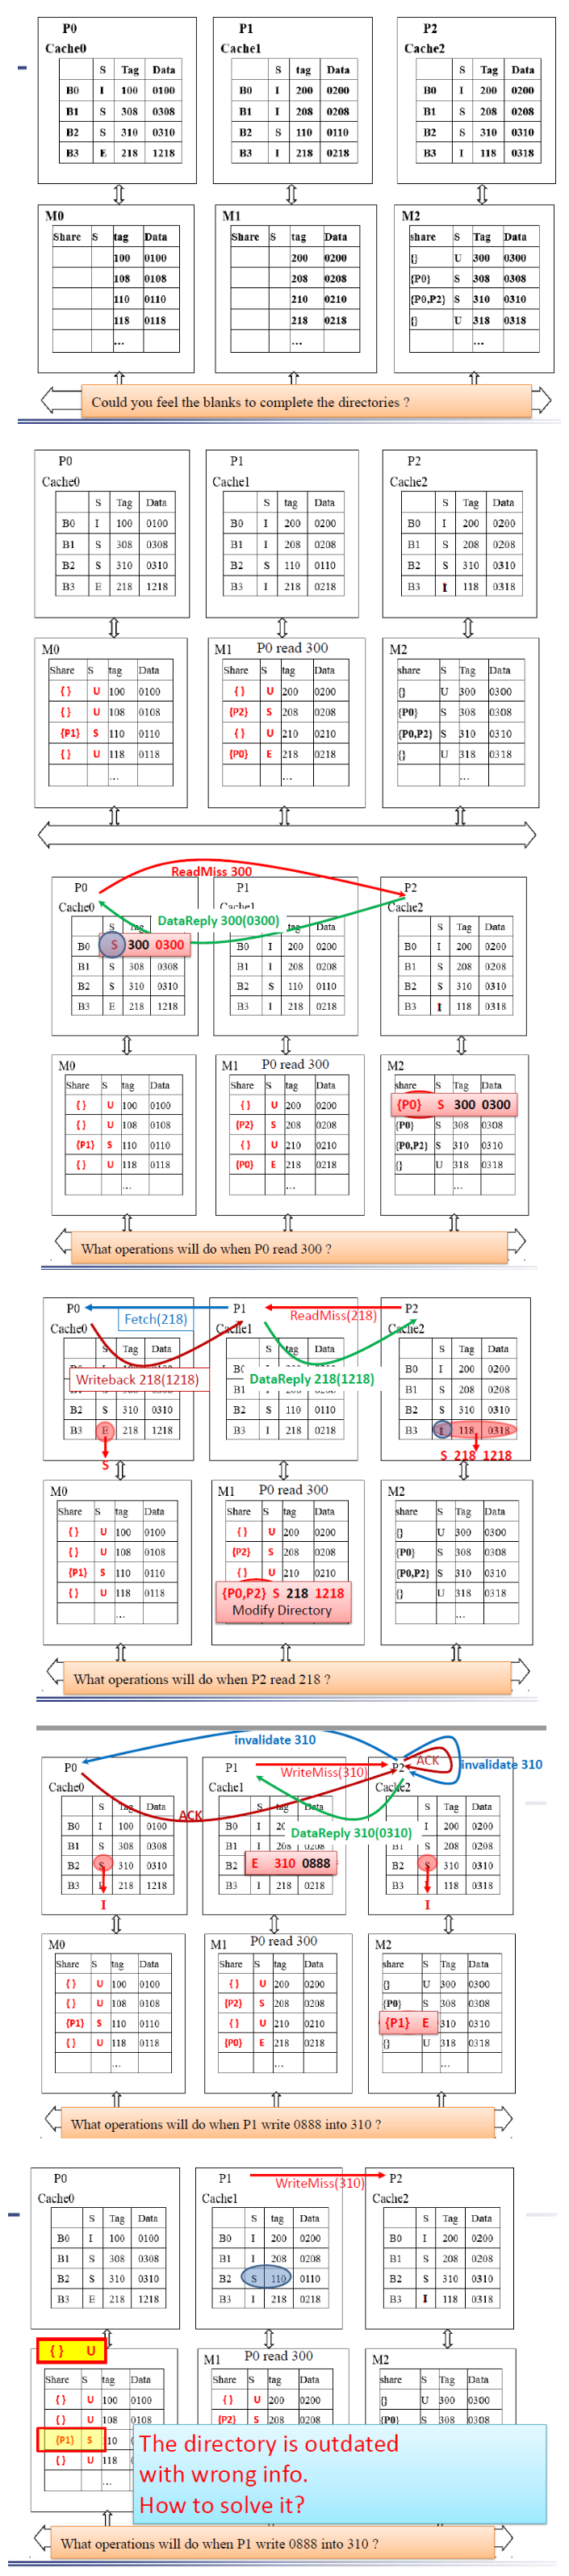 P0 P1 P2
Cache0 Cache1 Cache2
S Tag Data S tag Data S Tag Data
B0 I 100 0100 B0 I 200 0200 B0 I 200 0200
B1 S 308 0308 B1 I 208 0208 B1 S 208 0208
B2 S 310 0310 B2 S 110 0110 B2 S 310 0310
B3 E 218 1218 B3 I 218 0218 B3 I 118 0318
M0 M1 M2
Share S tag Data Share S tag Data share S Tag Data
100 0100 200 0200 {} U 300 0300
108 0108 208 0208 {P0} S 308 0308
110 0110 210 0210 {P0,P2} S 310 0310
118 0118 218 0218 {} U 318 0318
... ... ...
Could you feel the blanks to complete the directories ?
P0 P1 P2
Cache0 Cache1 Cache2
S Tag Data S tag Data S Tag Data
B0 I 100 0100 B0 I 200 0200 B0 I 200 0200
B1 S 308 0308 B1 I 208 0208 B1 S 208 0208
B2 S 310 0310 B2 S 110 0110 B2 S 310 0310
B3 E 218 1218 B3 I 218 0218 B3 I 118 0318
M0 M1 P0 read 300 M2
Share S tag Data Share S tag Data share S Tag Data
{ } U 100 0100 { } U 200 0200 {} U 300 0300
{ } U 108 0108 {P2} S 208 0208 {P0} S 308 0308
{P1} S 110 0110 { } U 210 0210 {P0,P2} S 310 0310
{ } U 118 0118 {P0} E 218 0218 {} U 318 0318
... ... ...
ReadMiss 300
P0 P1 P2
Cache0 Cache1 Cache2
DataReply 300(0300)
S Tag tag Data S Tag Data
B0 S 300 0300 B0 I 200 0200 B0 I 200 0200
B1 S 308 0308 B1 I 208 0208 B1 S 208 0208
B2 S 310 0310 B2 S 110 0110 B2 S 310 0310
B3 E 218 1218 B3 I 218 0218 B3 I 118 0318
M0 M1 P0 read 300 M2
Share S tag Data Share S tag Data share S Tag Data
{ } U 100 0100 { } U 200 0200 {P0} S 300 0300
{ } U 108 0108 {P2} S 208 0208 {P0} S 308 0308
{P1} S 110 0110 { } U 210 0210 {P0,P2} S 310 0310
{ } U 118 0118 {P0} E 218 0218 {} U 318 0318
... ... ...
What operations will do when P0 read 300 ?
P0 P1 P2
Fetch(218) ReadMiss(218)
Cache0 Cache1 Cache2
S Tag Data S tag Data S Tag Data
B0 I 200 0200
Writeback 218(1218) DataReply 218(1218)
B1 B1 S 208 0208
B2 S 310 0310 B2 S 110 0110 B2 S 310 0310
B3 E 218 1218 B3 I 218 0218 B3 I 118 0318
S S 218 1218
M0 M1 P0 read 300 M2
Share S tag Data Share S tag Data share S Tag Data
{ } U 100 0100 { } U 200 0200 {} U 300 0300
{ } U 108 0108 {P2} S 208 0208 {P0} S 308 0308
{P1} S 110 0110 { } U 210 0210 {P0,P2} S 310 0310
{ } U 118 0118 {P0,P2} S 218 1218 {} U 318 0318
Modify Directory
... ...
What operations will do when P2 read 218 ?
invalidate 310
P0 P1 WriteMiss(310) P2 ACK invalidate 310
Cache0 Cache1 Cache2
ACK
S Tag Data S tag Data S Tag Data
B0 I 100 0100 B0 I DataReply 310(0310) I 200 0200
B1 S 308 0308 B1 I 208 0208 B1 S 208 0208
B2 S 310 0310 B2 E 310 0888 B2 S 310 0310
B3 E 218 1218 B3 I 218 0218 B3 I 118 0318
I I
M0 M1 P0 read 300 M2
Share S tag Data Share S tag Data share S Tag Data
{ } U 100 0100 { } U 200 0200 {} U 300 0300
{ } U 108 0108 {P2} S 208 0208 {P0} S 308 0308
{P1} S 110 0110 { } U 210 0210 {P1} E 310 0310
{ } U 118 0118 {P0} E 218 0218 {} U 318 0318
... ... ...
What operations will do when P1 write 0888 into 310 ?
P0 P1 WriteMiss(310) P2
Cache0 Cache1 Cache2
S Tag Data S tag Data S Tag Data
B0 I 100 0100 B0 I 200 0200 B0 I 200 0200
B1 S 308 0308 B1 I 208 0208 B1 S 208 0208
B2 S 310 0310 B2 S 110 0110 B2 S 310 0310
B3 E 218 1218 B3 I 218 0218 B3 I 118 0318
{ } U
M1 P0 read 300 M2
Share S tag Data Share S tag Data share S Tag Data
{ } U 100 0100 { } U 200 0200 {} U 300 0300
{ } U 108 0108 {P2} S 208 0208 {P0} S 308 0308
{P1} S 10
{ } U 118
...
The directory is outdated
with wrong info.
How to solve it?
What operations will do when P1 write 0888 into 310 ?